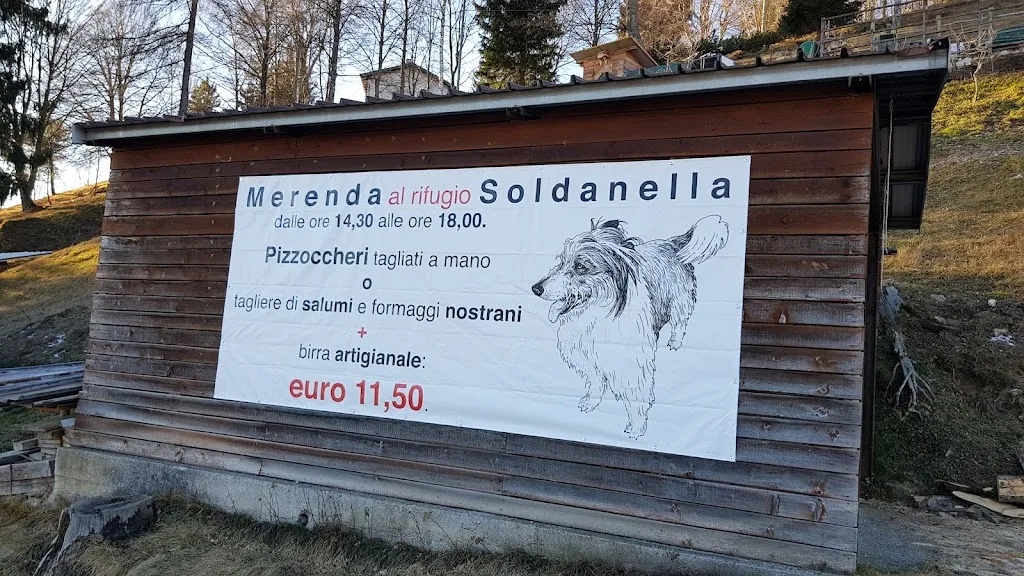 Merenda al rifugio Soldanella
dalle ore 14,30 alle ore 18,00.
Pizzoccheri tagliati a mano
o
tagliere di salumi e formaggi nostrani
+
birra artigianale:
euro 11,50.